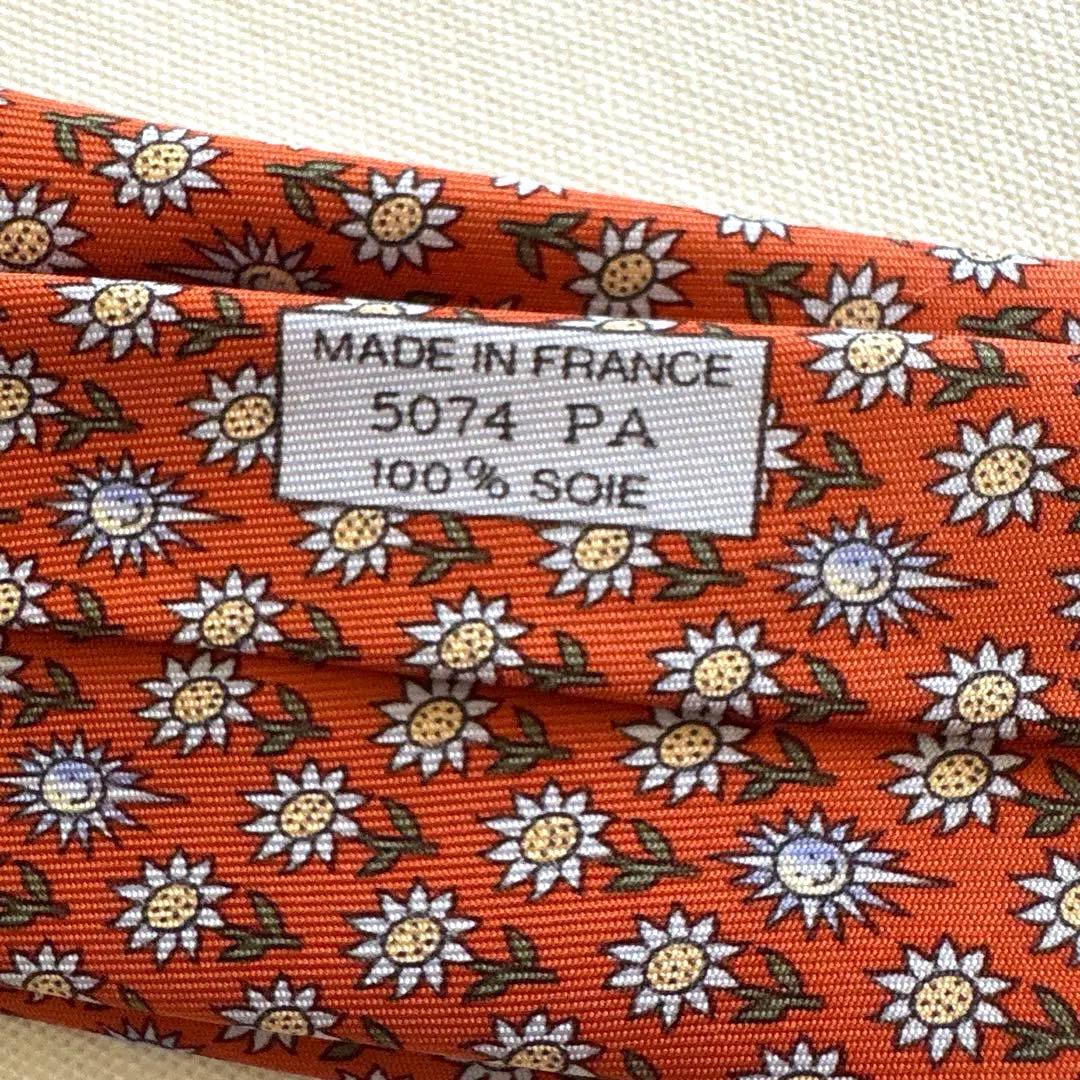 MADE IN FRANCE
5074 PA
100% SOIE